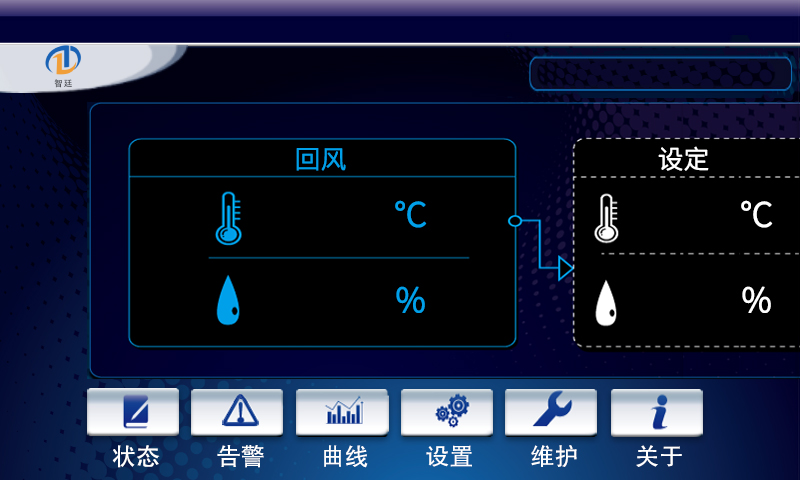 智廷
回风
设定
℃
℃
%
%
状态
告警
曲线
设置
维护
关于